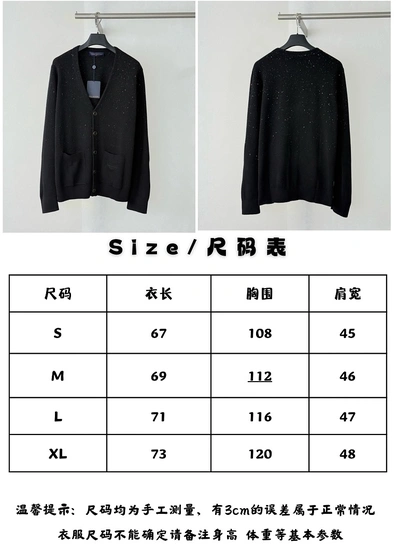 Size/尺码表
尺码 衣长 胸围 肩宽
S 67 108 45
M 69 112 46
L 71 116 47
XL 73 120 48
温馨提示：尺码均为手工测量、有3cm的误差属于正常情况
衣服尺码不能确定请备注身高 体重等基本参数